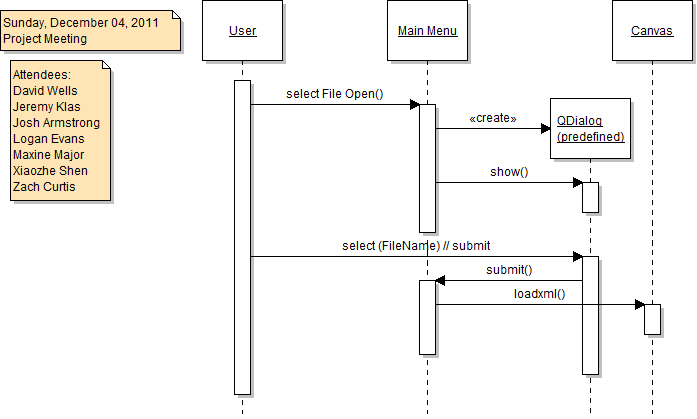 Sunday, December 04, 2011
Project Meeting
Attendees:
David Wells
Jeremy Klas
Josh Armstrong
Logan Evans
Maxine Major
Xiaozhe Shen
Zach Curtis
User
Main Menu
Canvas
select File Open()
«create»
QDialog
(predefined)
show()
select (FileName) // submit
submit()
loadxml()